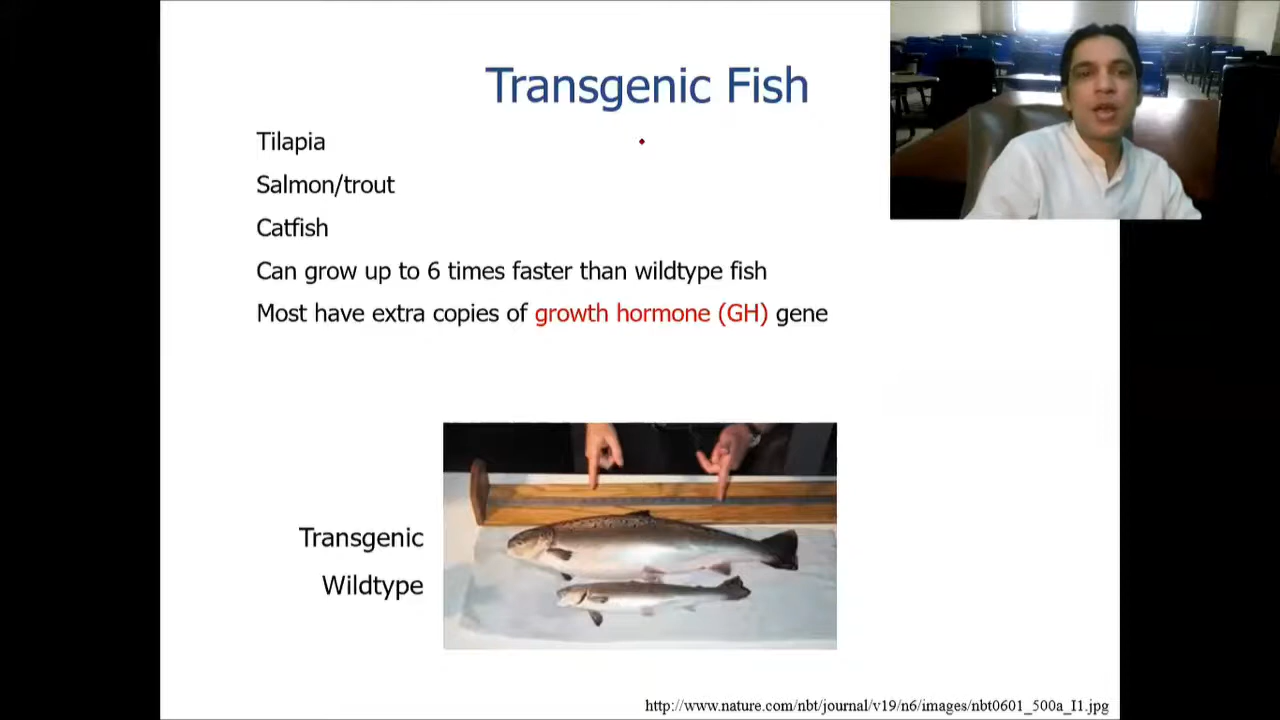 Transgenic Fish
Tilapia
Salmon/trout
Catfish
Can grow up to 6 times faster than wildtype fish
Most have extra copies of growth hormone (GH) gene
Transgenic
Wildtype
http://www.nature.com/nbt/journal/v19/n6/images/nbt0601_500a_I1.jpg